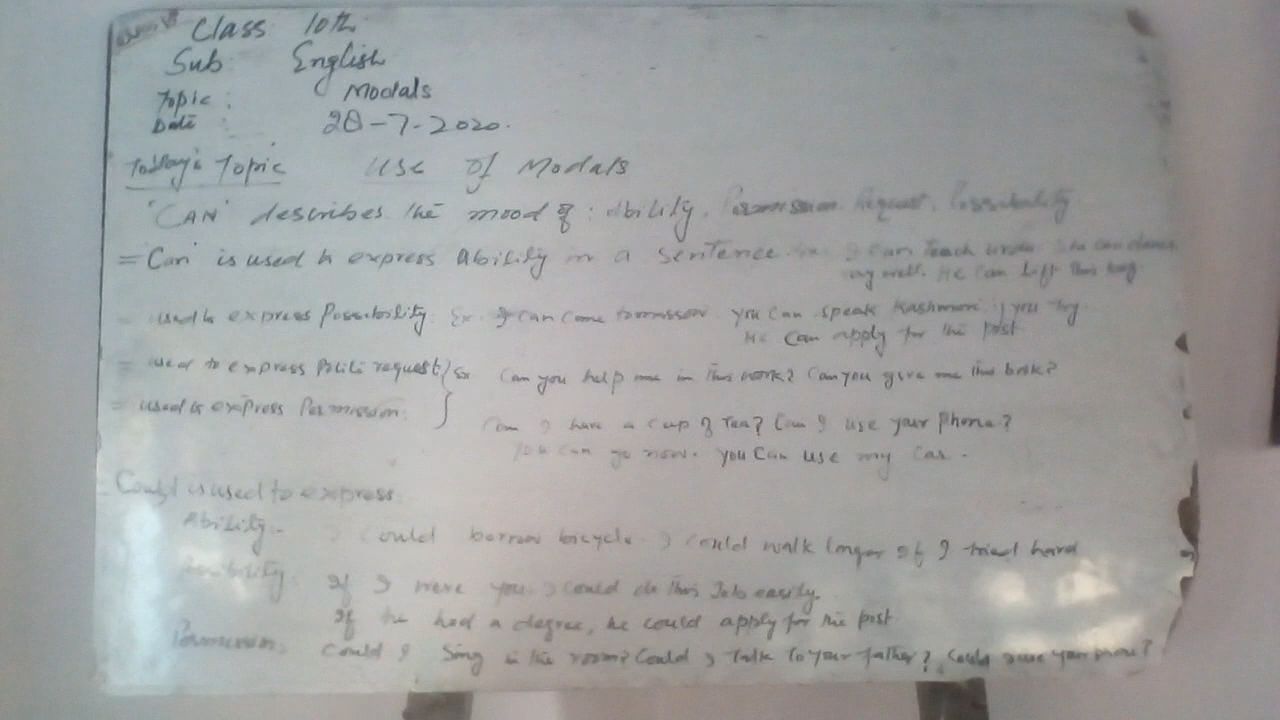 Class 10th
Sub English
Topic : Modals
Date : 28-7-2020.
Today's Topic Use of Modals
'CAN' describes the mood of : Ability, Permission Request, Possibility
= 'Can' is used to express Ability in a sentence. I can teach She can dance
very well. He can lift this bag
= used to express Possibility Ex. I can come tomorrow you can speak Kashmiri if you try.
He can apply for the post
= used to express Polite request } Ex Can you help me in this work? Can you give me this book?
= used to express Permission. }
Can I have a cup of Tea? Can I use your phone?
You can go now. you can use my car.
Could is used to express
Ability - I could borrow bicycle I could walk longer if I tried hard
Possibility If I were you I could do this Job easily.
If he had a degree, he could apply for the post
Permission, Could I Sing in the room? Could I Talk to your father? Could I use your phone?